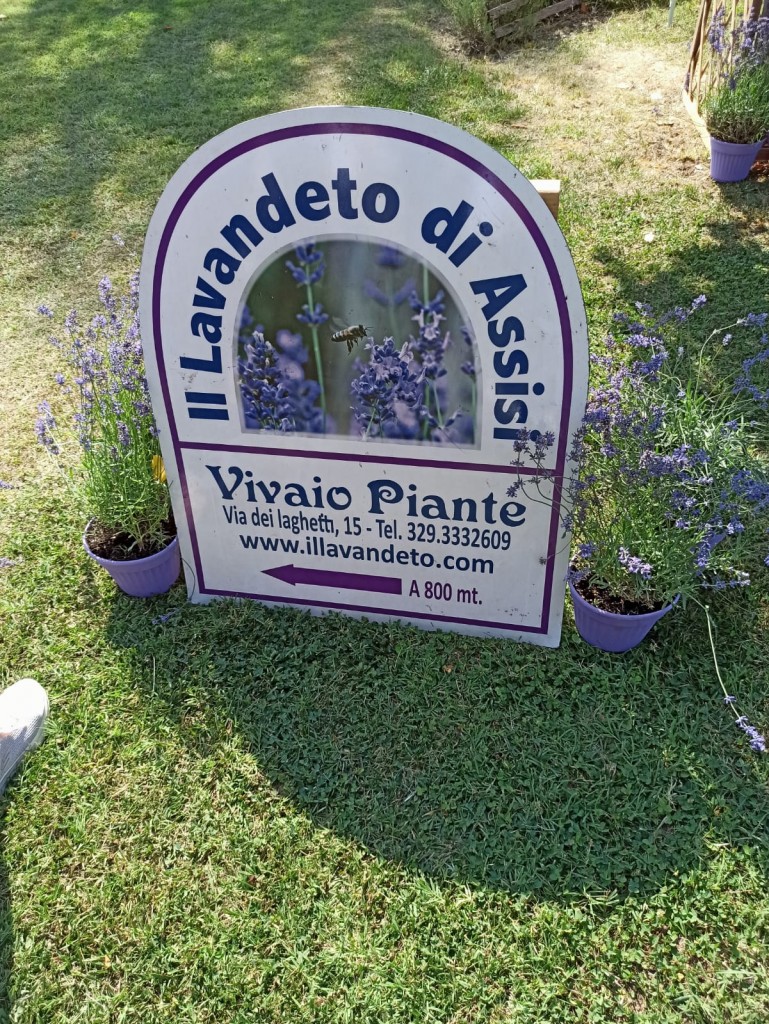 Il Lavandeto di Assisi
Vivaio Piante
Via dei laghetti, 15 - Tel. 329.3332609
www.illavandeto.com
A 800 mt.